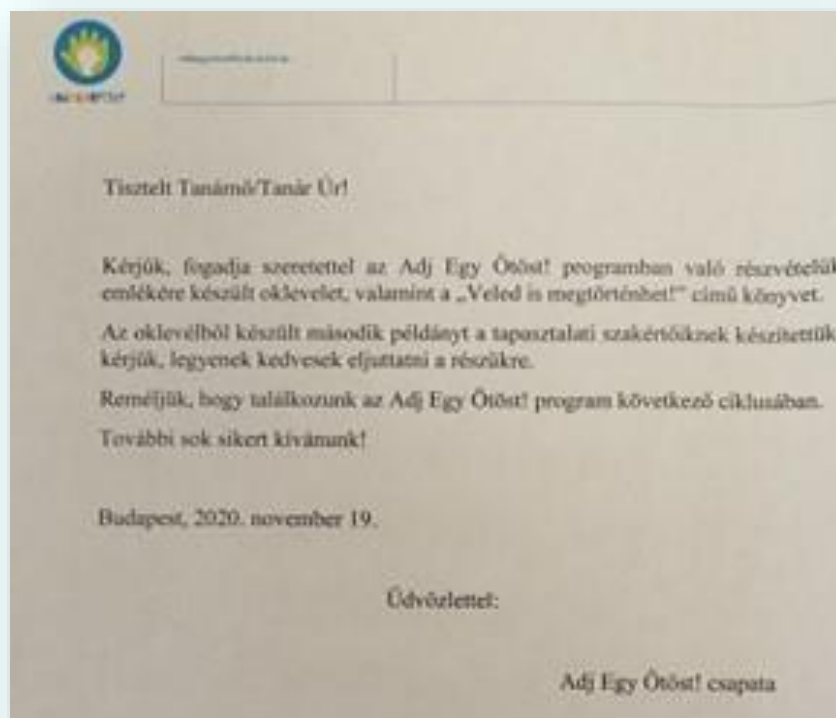 Tisztelt Tanárnő/Tanár Úr!
Kérjük, fogadja szeretettel az Adj Egy Ötöst! programban való részvételük
emlékére készült oklevelet, valamint a „Veled is megtörténhet!” című könyvet.
Az oklevélből készült második példányt a tapasztalati szakértőiknek készítettük
kérjük, legyenek kedvesek eljuttatni a részükre.
Reméljük, hogy találkozunk az Adj Egy Ötöst! program következő ciklusában.
További sok sikert kívánunk!
Budapest, 2020. november 19.
Üdvözlettel:
Adj Egy Ötöst! csapata